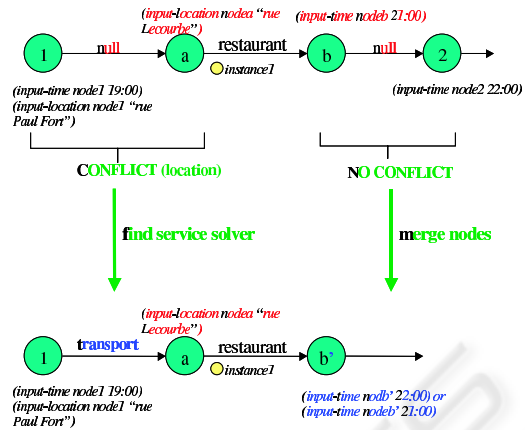 (input-location nodea “rue
Lecourbe”)
(input-time nodeb 21:00)
1
null
a
restaurant
instance1
b
null
2
(input-time node1 19:00)
(input-location node1 “rue
Paul Fort”)
(input-time node2 22:00)
CONFLICT (location)
NO CONFLICT
find service solver
merge nodes
(input-location nodea “rue
Lecourbe”)
1
transport
a
restaurant
instance1
b’
(input-time node1 19:00)
(input-location node1 “rue
Paul Fort”)
(input-time nodb’ 22:00) or
(input-time nodeb’ 21:00)